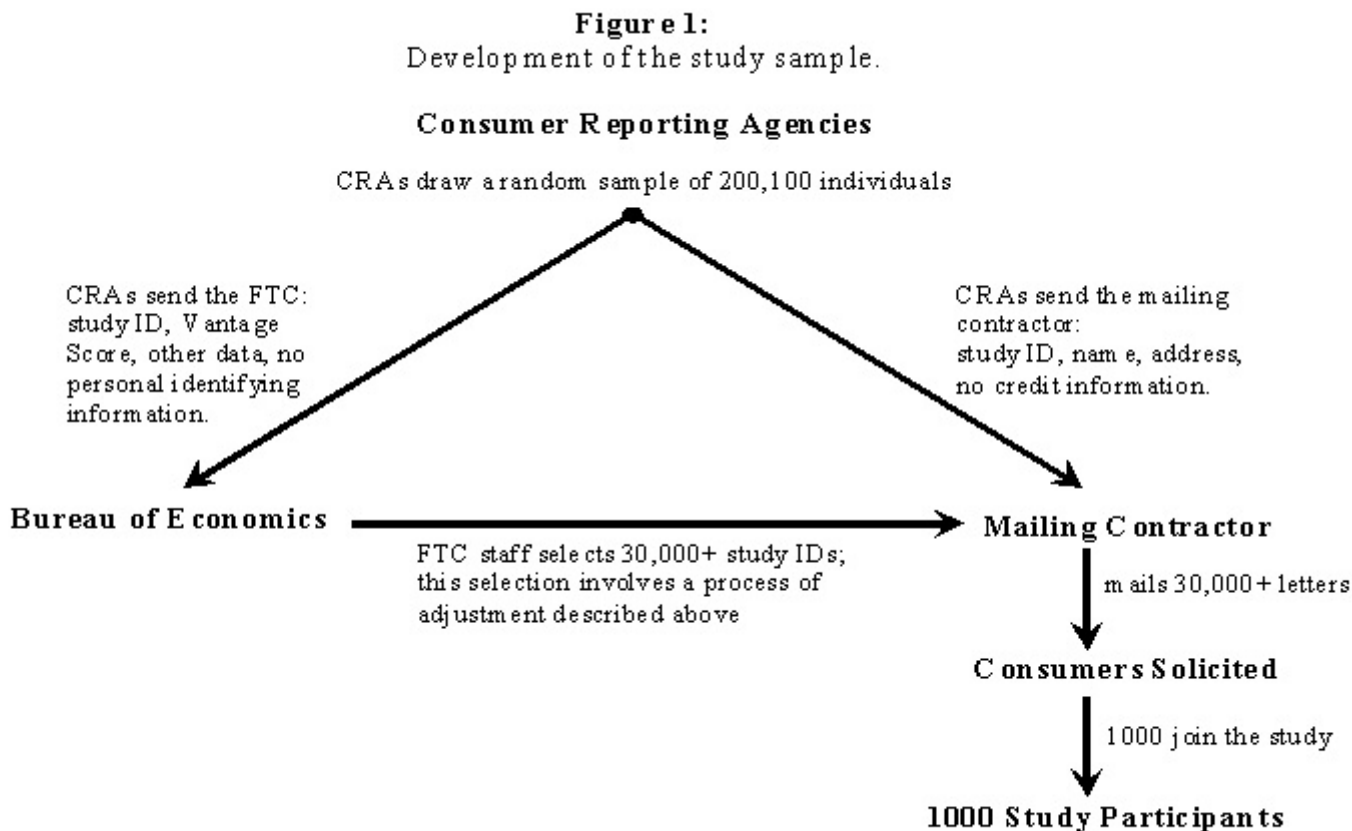 Figure 1:
Development of the study sample.
Consumer Reporting Agencies
CRAs draw a random sample of 200,100 individuals
CRAs send the FTC:
study ID, Vantage
Score, other data, no
personal identifying
information.
CRAs send the mailing
contractor:
study ID, name, address,
no credit information.
Bureau of Economics
FTC staff selects 30,000+ study IDs;
this selection involves a process of
adjustment described above
Mailing Contractor
mails 30,000+ letters
Consumers Solicited
1000 join the study
1000 Study Participants